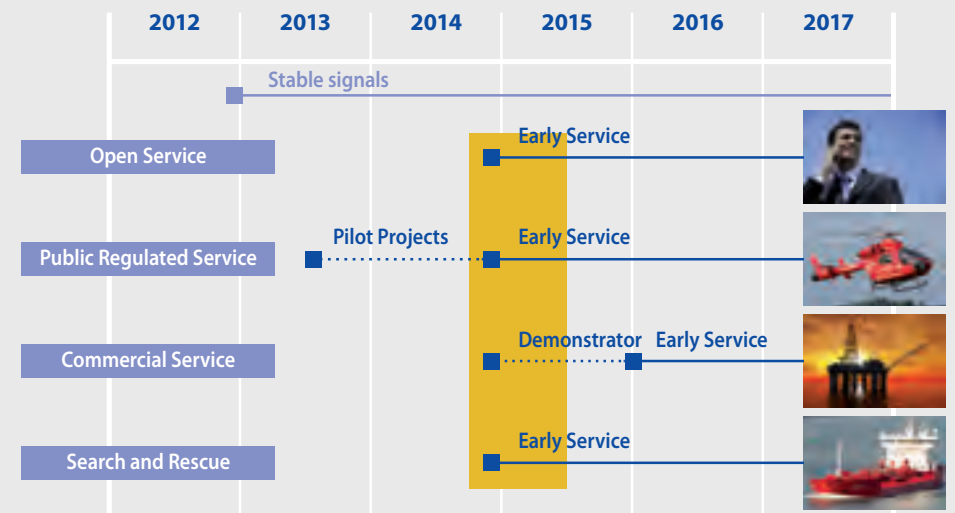 2012 2013 2014 2015 2016 2017
Stable signals
Open Service Early Service
Public Regulated Service Pilot Projects Early Service
Commercial Service Demonstrator Early Service
Search and Rescue Early Service